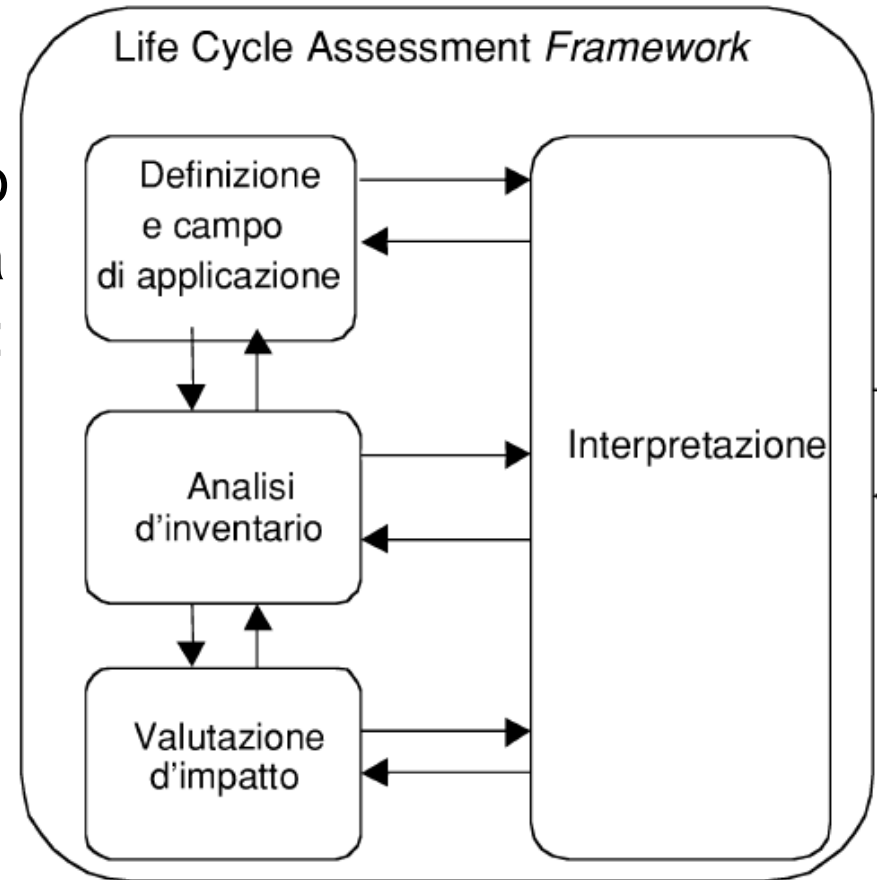 Life Cycle Assessment Framework
Definizione
e campo
di applicazione
Analisi
d'inventario
Interpretazione
Valutazione
d'impatto